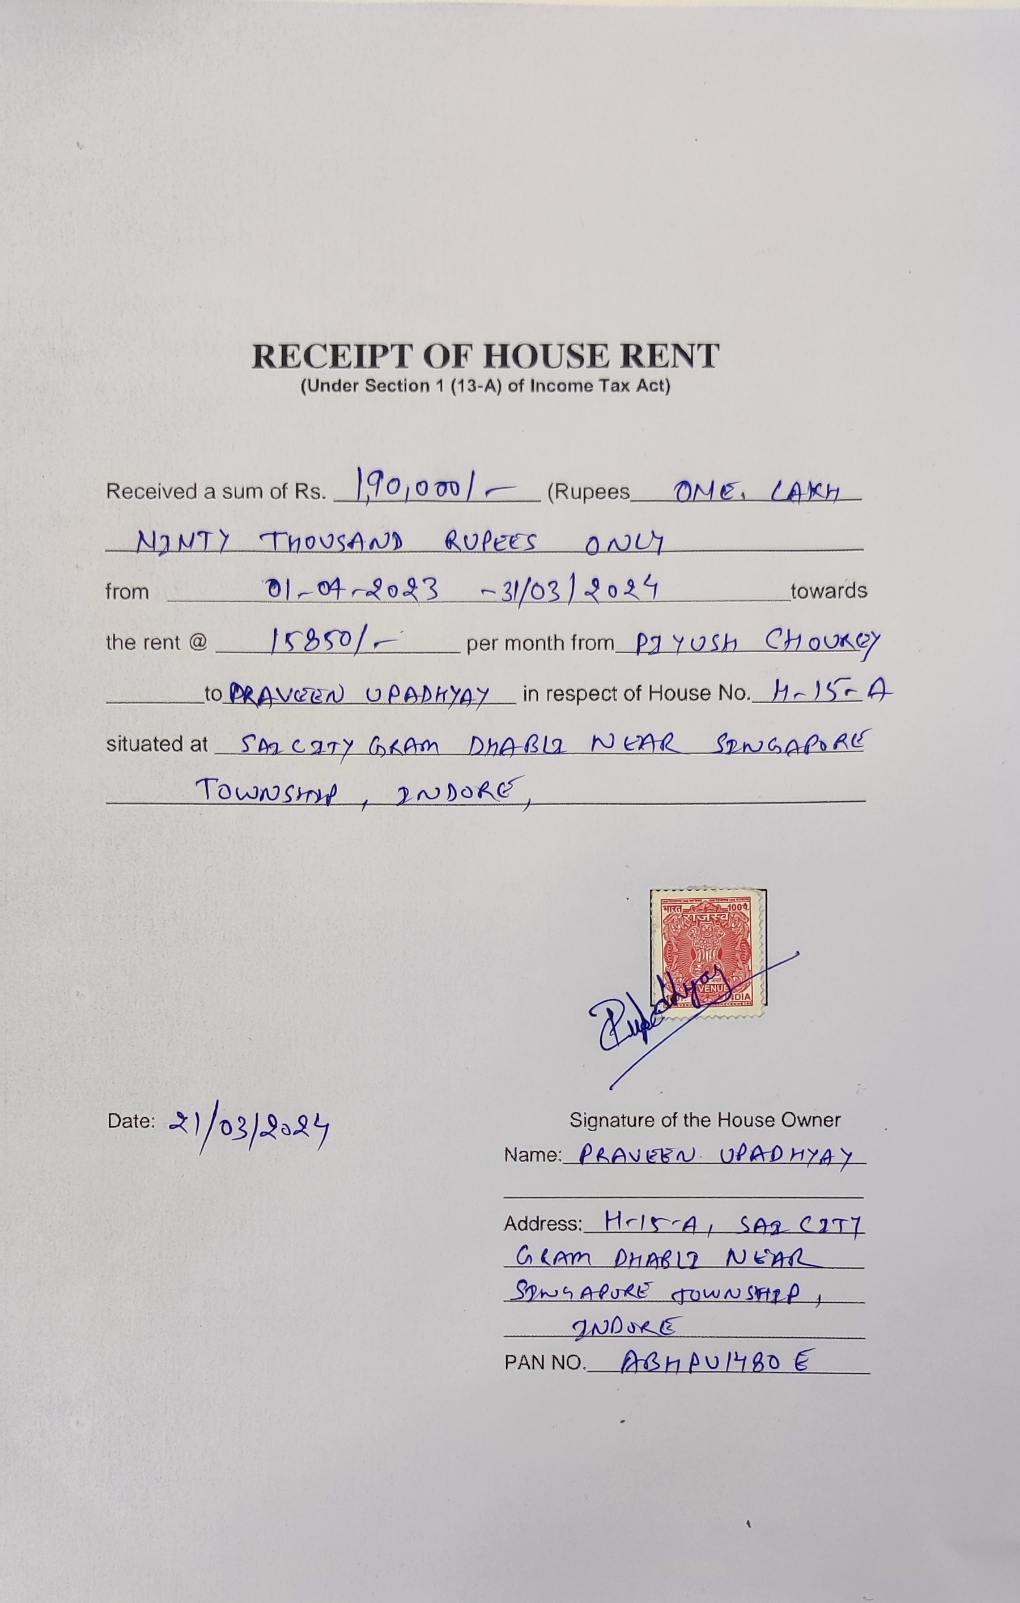 RECEIPT OF HOUSE RENT
(Under Section 1 (13-A) of Income Tax Act)
Received a sum of Rs. 1,90,000/- (Rupees ONE. LAKH
NINTY THOUSAND RUPEES ONLY
from 01-04-2023 - 31/03/2024 towards
the rent @ 15850/- per month from PIYUSH CHOUREY
to PRAVEEN UPADHYAY in respect of House No. H-15-A
situated at SAI CITY GRAM DHABLI NEAR SINGAPORE
TOWNSHIP, INDORE,
भारत 100प.
राजस्व
REVENUE
INDIA
PUpadhyay
Date: 21/03/2024
Signature of the House Owner
Name: PRAVEEN UPADHYAY
Address: H-15-A, SAI CITY
GRAM DHABLI NEAR
SINGAPORE TOWNSHIP,
INDORE
PAN NO. ABHPU1480E